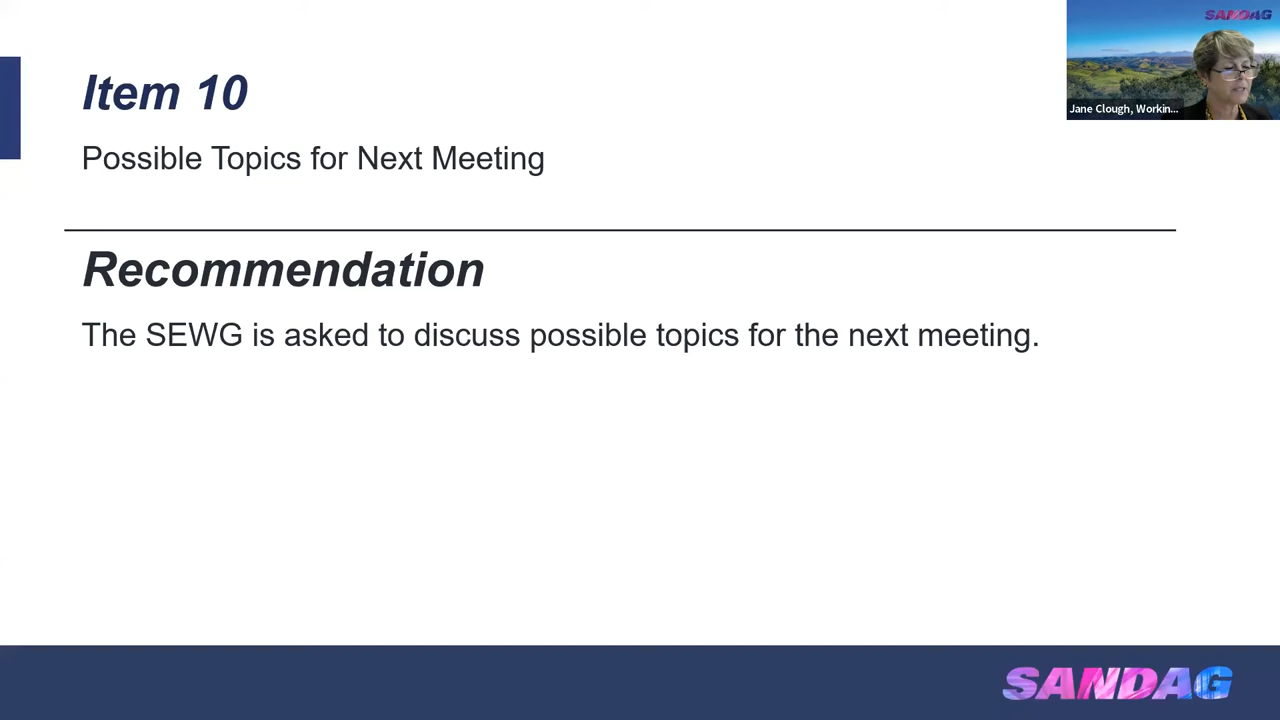 Item 10
Possible Topics for Next Meeting
Recommendation
The SEWG is asked to discuss possible topics for the next meeting.
SANDAG
Jane Clough, Workin...
SANDAG